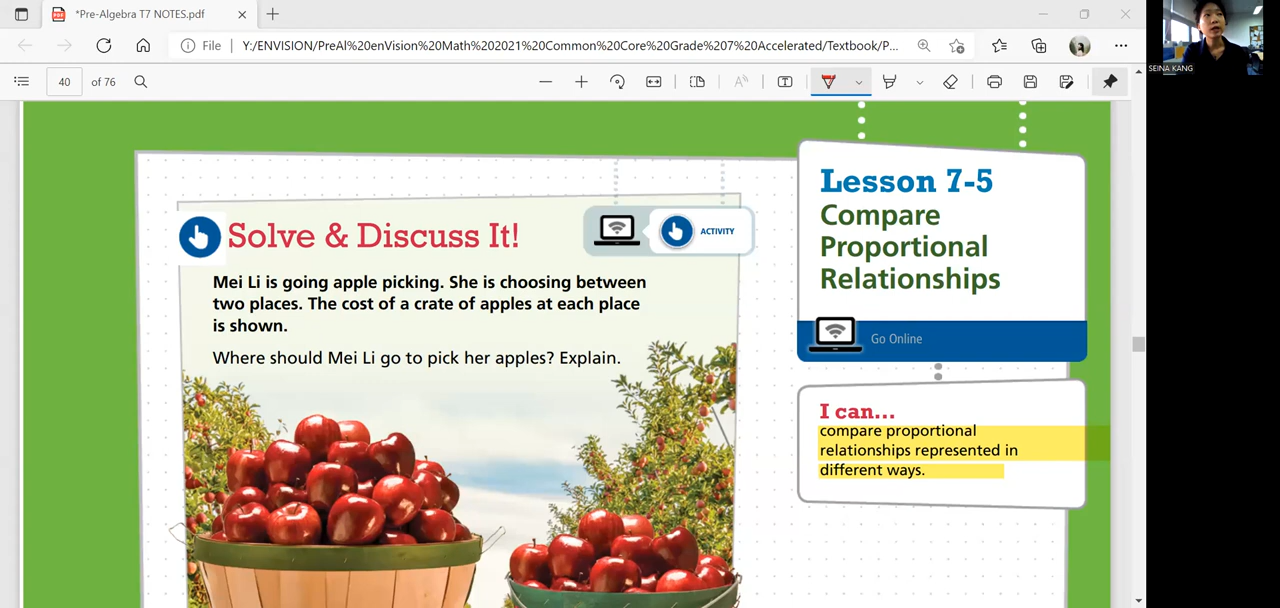 *Pre-Algebra T7 NOTES.pdf
File
Y:/ENVISION/PreAl%20enVision%20Math%202021%20Common%20Core%20Grade%207%20Accelerated/Textbook/P...
40 of 76
SEINA KANG
Solve & Discuss It!
ACTIVITY
Mei Li is going apple picking. She is choosing between
two places. The cost of a crate of apples at each place
is shown.
Where should Mei Li go to pick her apples? Explain.
Lesson 7-5
Compare
Proportional
Relationships
Go Online
I can...
compare proportional
relationships represented in
different ways.